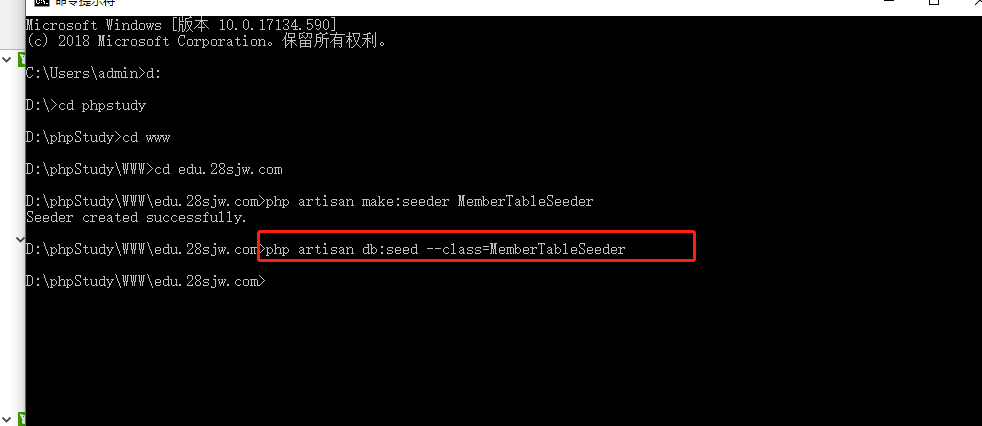 命令提示符
Microsoft Windows [版本 10.0.17134.590]
(c) 2018 Microsoft Corporation。保留所有权利。
C:\Users\admin>d:
D:\>cd phpstudy
D:\phpStudy>cd www
D:\phpStudy\WWW>cd edu.28sjw.com
D:\phpStudy\WWW\edu.28sjw.com>php artisan make:seeder MemberTableSeeder
Seeder created successfully.
D:\phpStudy\WWW\edu.28sjw.com>php artisan db:seed --class=MemberTableSeeder
D:\phpStudy\WWW\edu.28sjw.com>